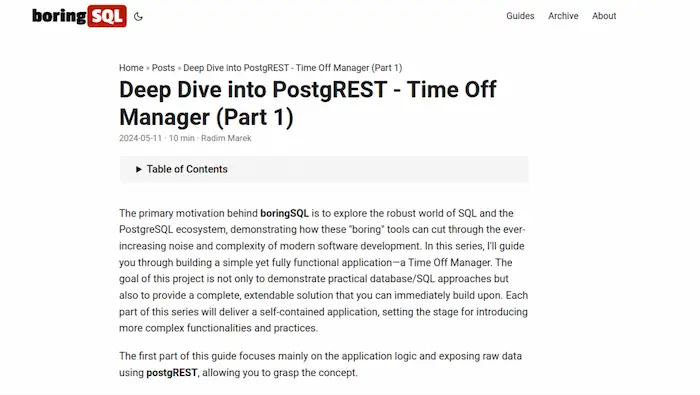 boring SQL
Guides Archive About
Home » Posts » Deep Dive into PostgREST - Time Off Manager (Part 1)
Deep Dive into PostgREST - Time Off
Manager (Part 1)
2024-05-11 · 10 min · Radim Marek
Table of Contents
The primary motivation behind boringSQL is to explore the robust world of SQL and the
PostgreSQL ecosystem, demonstrating how these "boring" tools can cut through the ever-
increasing noise and complexity of modern software development. In this series, I'll guide
you through building a simple yet fully functional application—a Time Off Manager. The
goal of this project is not only to demonstrate practical database/SQL approaches but
also to provide a complete, extendable solution that you can immediately build upon. Each
part of this series will deliver a self-contained application, setting the stage for introducing
more complex functionalities and practices.
The first part of this guide focuses mainly on the application logic and exposing raw data
using postgREST, allowing you to grasp the concept.